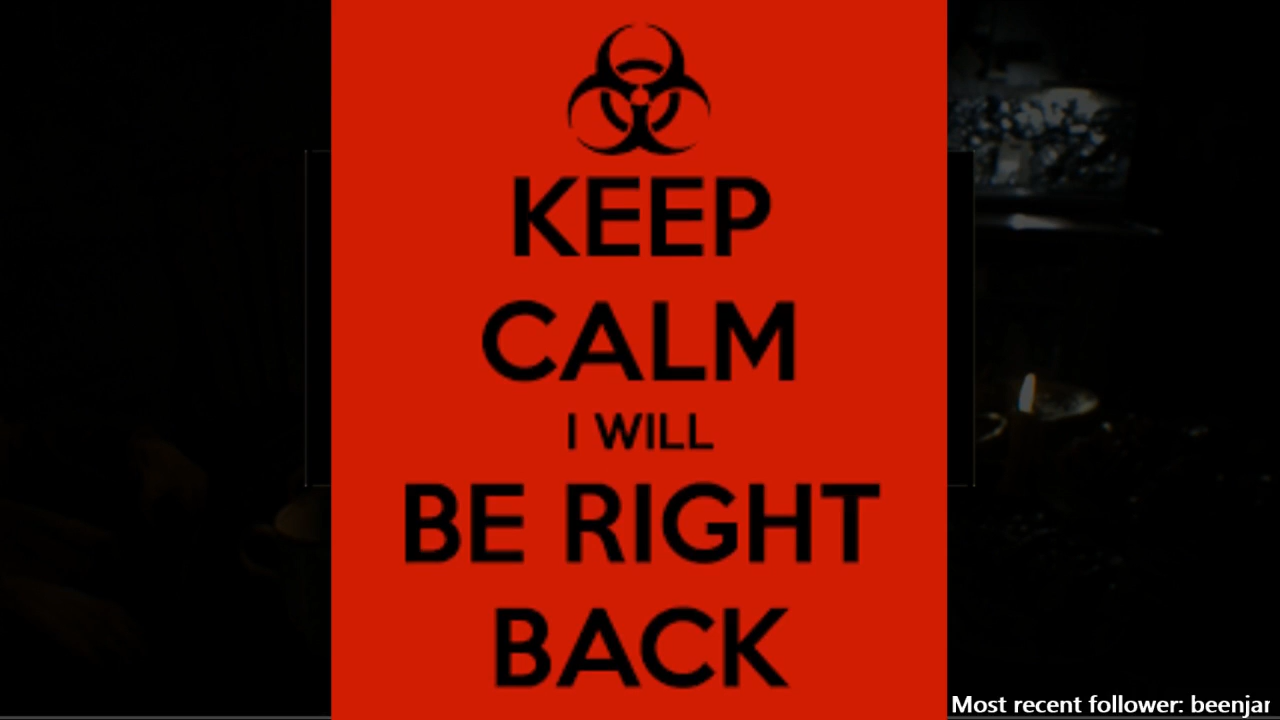 KEEP
CALM
I WILL
BE RIGHT
BACK
Most recent follower: beenjar